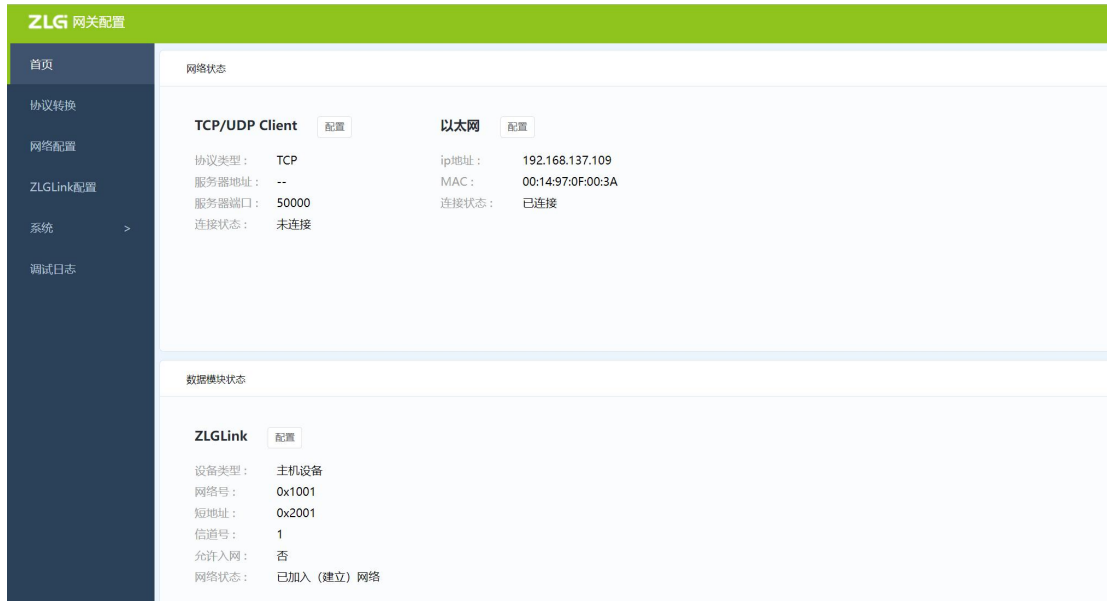 ZLG 网关配置
首页
协议转换
网络配置
ZLGLink配置
系统 >
调试日志
网络状态
TCP/UDP Client 配置
协议类型： TCP
服务器地址： --
服务器端口： 50000
连接状态： 未连接
以太网 配置
ip地址： 192.168.137.109
MAC： 00:14:97:0F:00:3A
连接状态： 已连接
数据模块状态
ZLGLink 配置
设备类型： 主机设备
网络号： 0x1001
短地址： 0x2001
信道号： 1
允许入网： 否
网络状态： 已加入（建立）网络